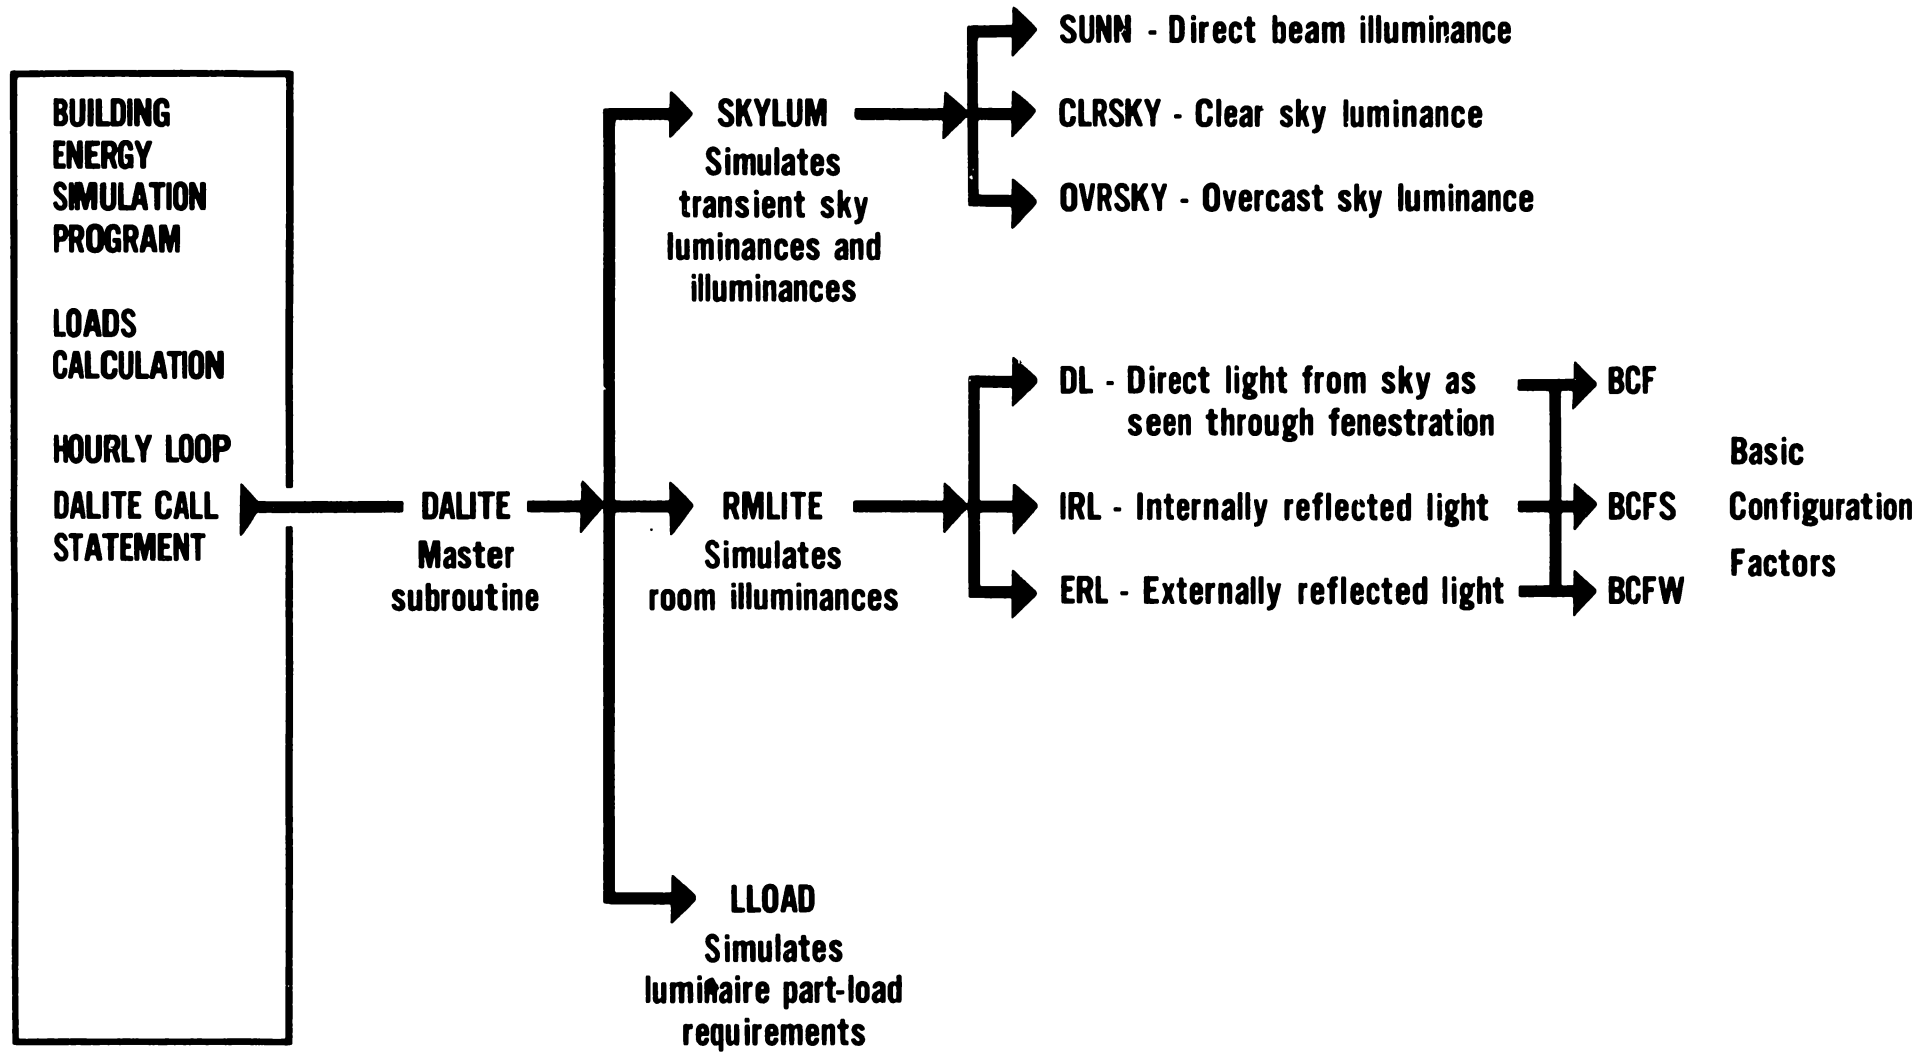 BUILDING
ENERGY
SIMULATION
PROGRAM
LOADS
CALCULATION
HOURLY LOOP
DALITE CALL
STATEMENT
DALITE
Master
subroutine
SKYLUM
Simulates
transient sky
luminances and
illuminances
SUNN - Direct beam illuminance
CLRSKY - Clear sky luminance
OVRSKY - Overcast sky luminance
RMLITE
Simulates
room illuminances
DL - Direct light from sky as
seen through fenestration
IRL - Internally reflected light
ERL - Externally reflected light
BCF
BCFS
BCFW
Basic
Configuration
Factors
LLOAD
Simulates
luminaire part-load
requirements